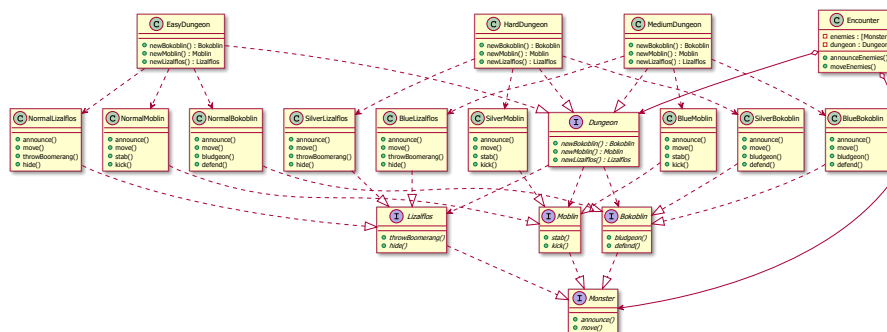 C EasyDungeon
newBokoblin() : Bokoblin
newMoblin() : Moblin
newLizalflos() : Lizalflos
C HardDungeon
newBokoblin() : Bokoblin
newMoblin() : Moblin
newLizalflos() : Lizalflos
C MediumDungeon
newBokoblin() : Bokoblin
newMoblin() : Moblin
newLizalflos() : Lizalflos
C Encounter
enemies : [Monster
dungeon : Dungeon
announceEnemies()
moveEnemies()
C NormalLizalflos
announce()
move()
throwBoomerang()
hide()
C NormalMoblin
announce()
move()
stab()
kick()
C NormalBokoblin
announce()
move()
bludgeon()
defend()
C SilverLizalflos
announce()
move()
throwBoomerang()
hide()
C BlueLizalflos
announce()
move()
throwBoomerang()
hide()
C SilverMoblin
announce()
move()
stab()
kick()
I Dungeon
newBokoblin() : Bokoblin
newMoblin() : Moblin
newLizalflos() : Lizalflos
C BlueMoblin
announce()
move()
stab()
kick()
C SilverBokoblin
announce()
move()
bludgeon()
defend()
C BlueBokoblin
announce()
move()
bludgeon()
defend()
I Lizalflos
throwBoomerang()
hide()
I Moblin
stab()
kick()
I Bokoblin
bludgeon()
defend()
I Monster
announce()
move()